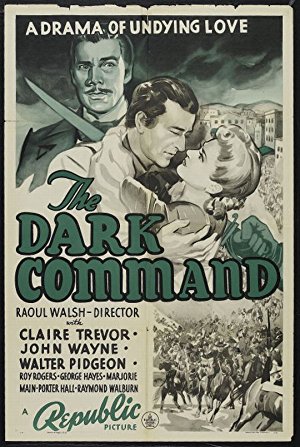 A DRAMA OF UNDYING LOVE
The
DARK
COMMAND
RAOUL WALSH-DIRECTOR
with
CLAIRE TREVOR•
JOHN WAYNE•
WALTER PIDGEON•
ROY ROGERS•GEORGE HAYES•MARJORIE
MAIN•PORTER HALL•RAYMOND WALBURN
A Republic
PICTURE